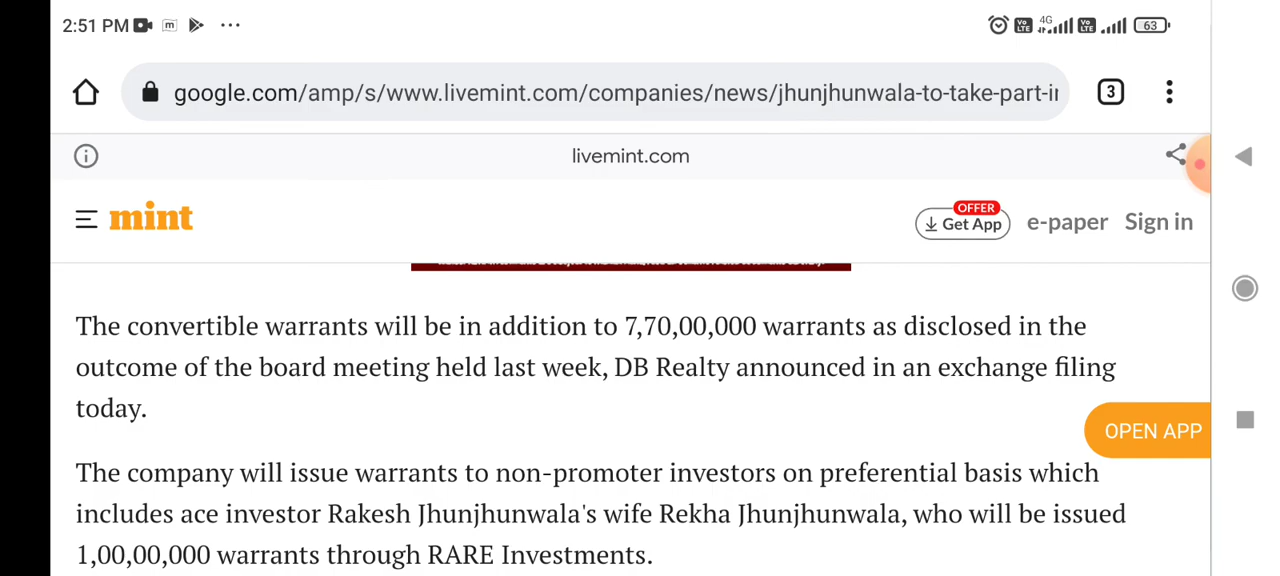 2:51 PM
4G
Vo LTE
Vo LTE
63
google.com/amp/s/www.livemint.com/companies/news/jhunjhunwala-to-take-part-ir
3
livemint.com
mint
OFFER
Get App
e-paper
Sign in
The convertible warrants will be in addition to 7,70,00,000 warrants as disclosed in the
outcome of the board meeting held last week, DB Realty announced in an exchange filing
today.
OPEN APP
The company will issue warrants to non-promoter investors on preferential basis which
includes ace investor Rakesh Jhunjhunwala's wife Rekha Jhunjhunwala, who will be issued
1,00,00,000 warrants through RARE Investments.